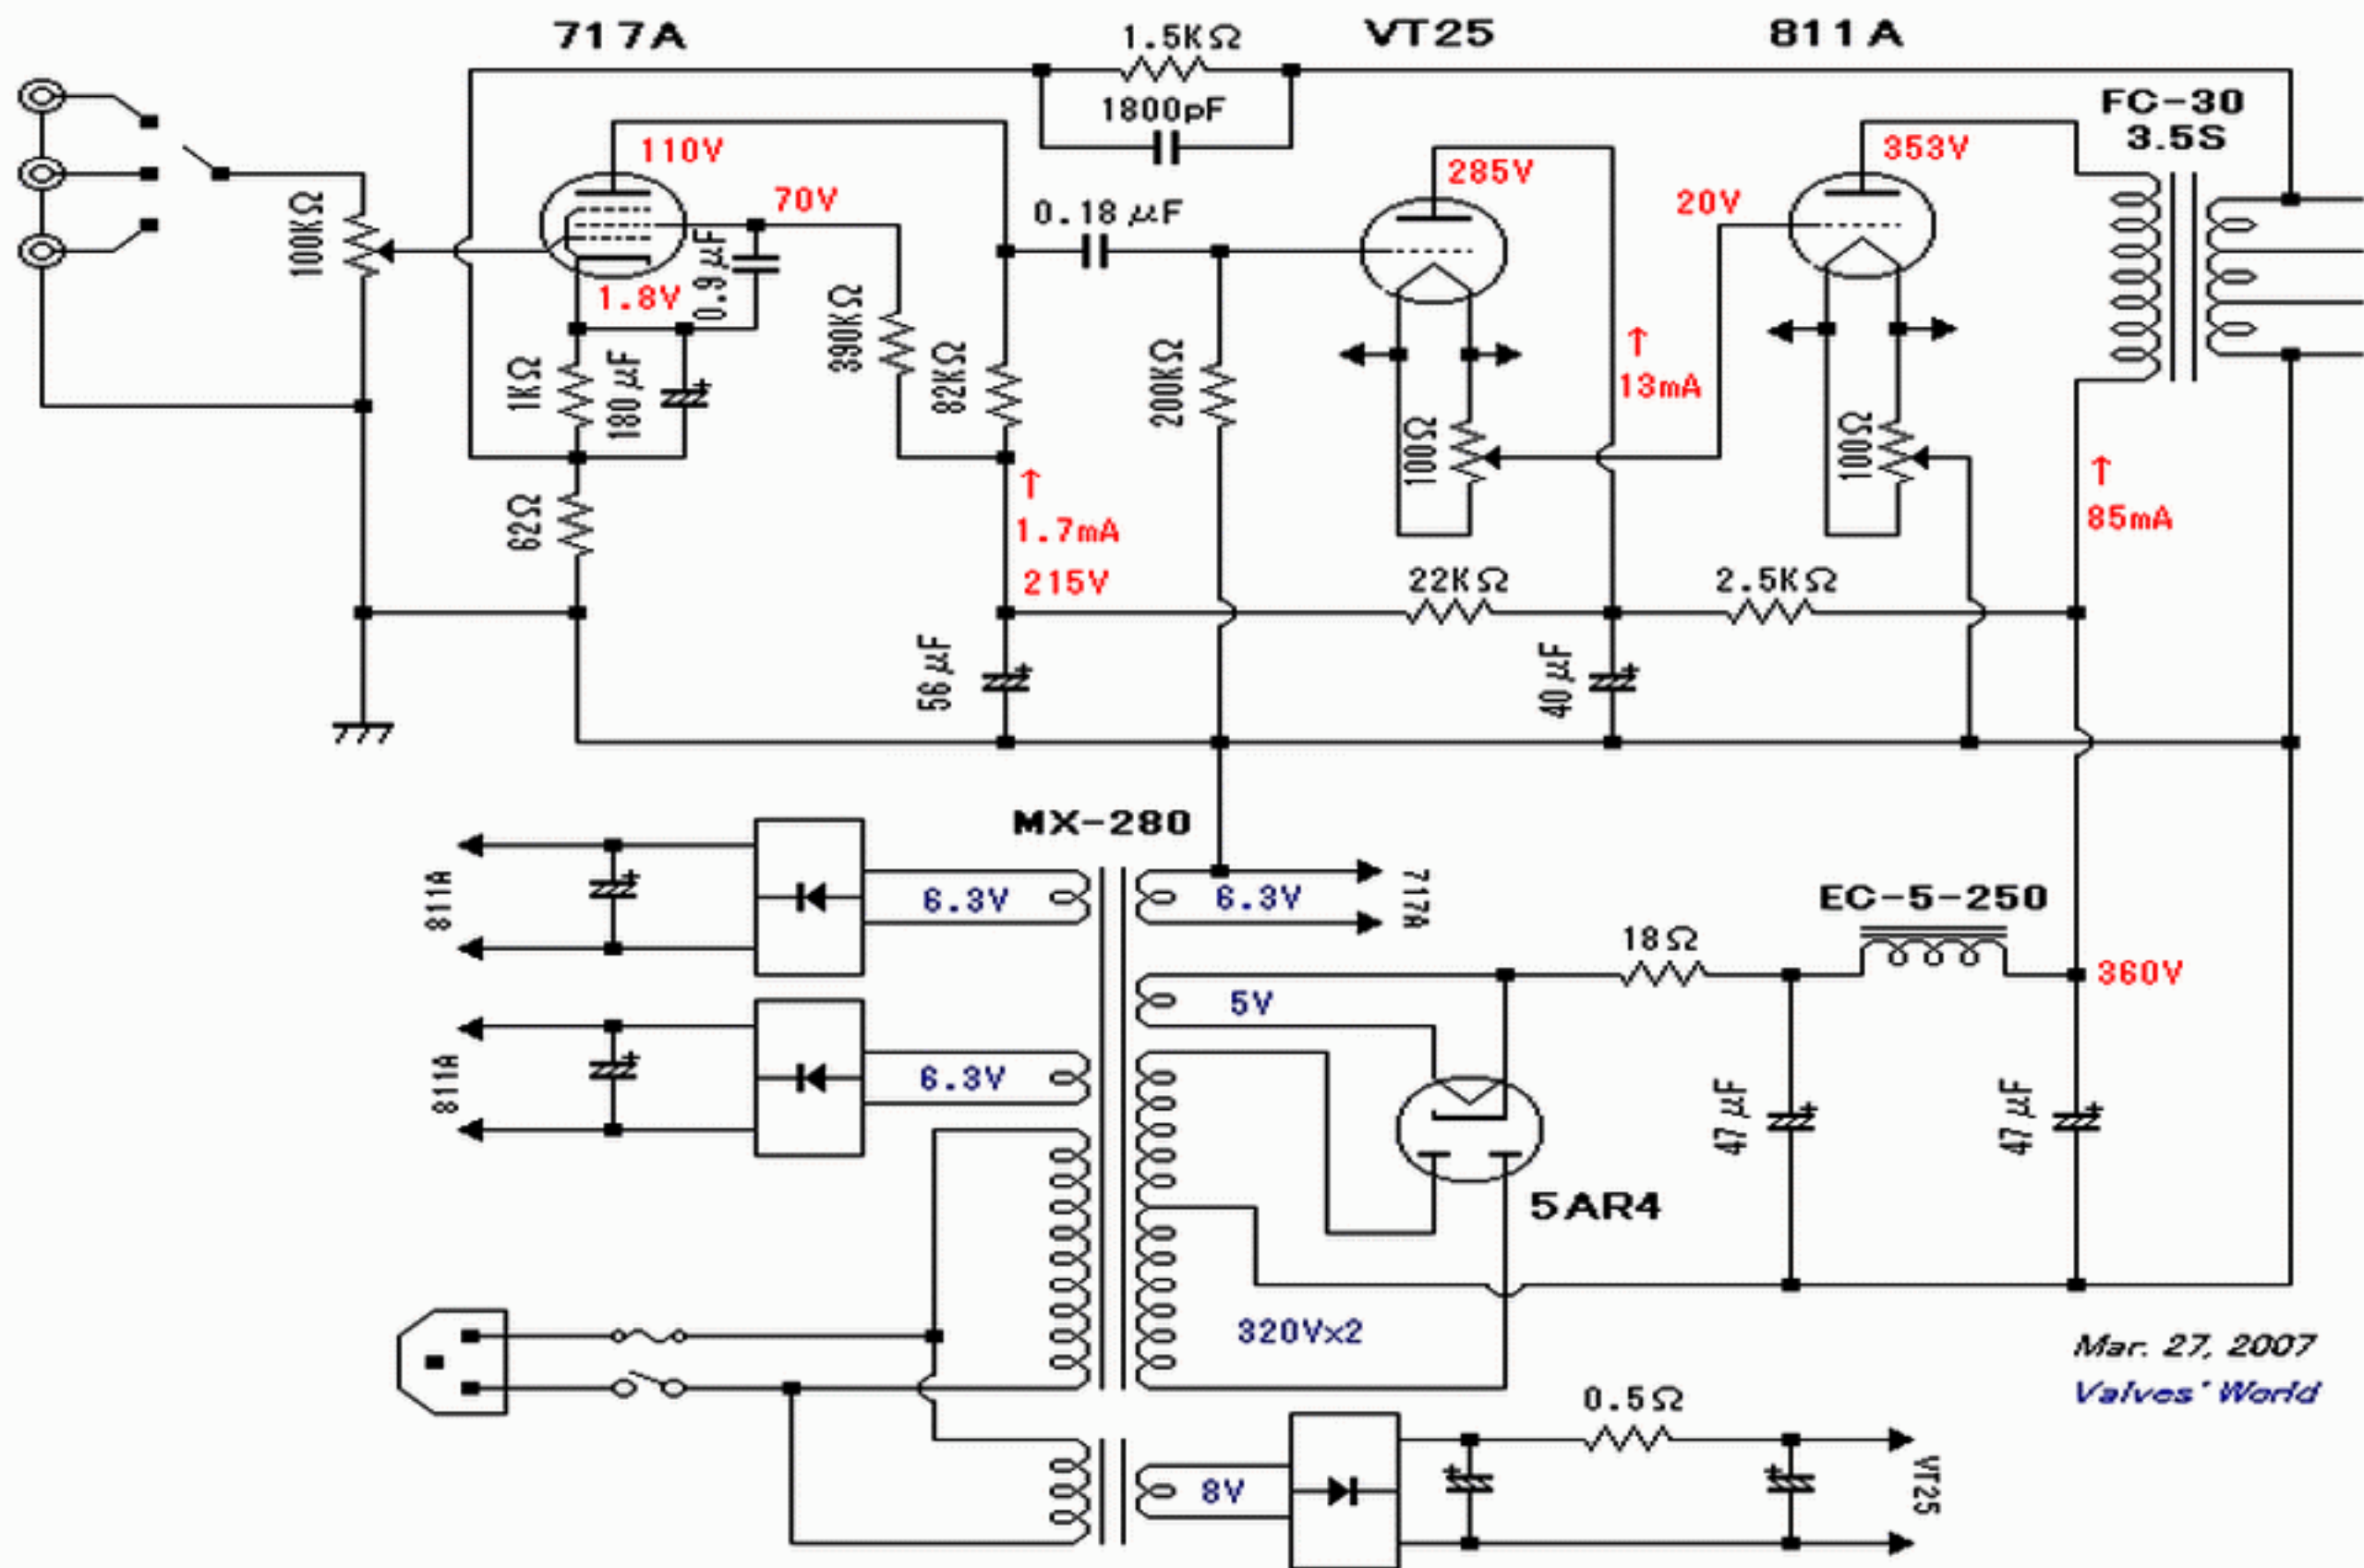 717A
1.5KΩ
VT25
811A
1800pF
FC-30
3.5S
110V
285V
353V
100KΩ
70V
0.18μF
20V
1.8V
0.9μF
1KΩ
180μF
390KΩ
82KΩ
200KΩ
13mA
100Ω
100Ω
62Ω
1.7mA
85mA
215V
22KΩ
2.5KΩ
56μF
40μF
MX-280
811A
6.3V
6.3V
717A
EC-5-250
18Ω
360V
5V
811A
6.3V
47μF
47μF
5AR4
320V×2
Mar. 27, 2007
Valves' World
0.5Ω
8V
VT25